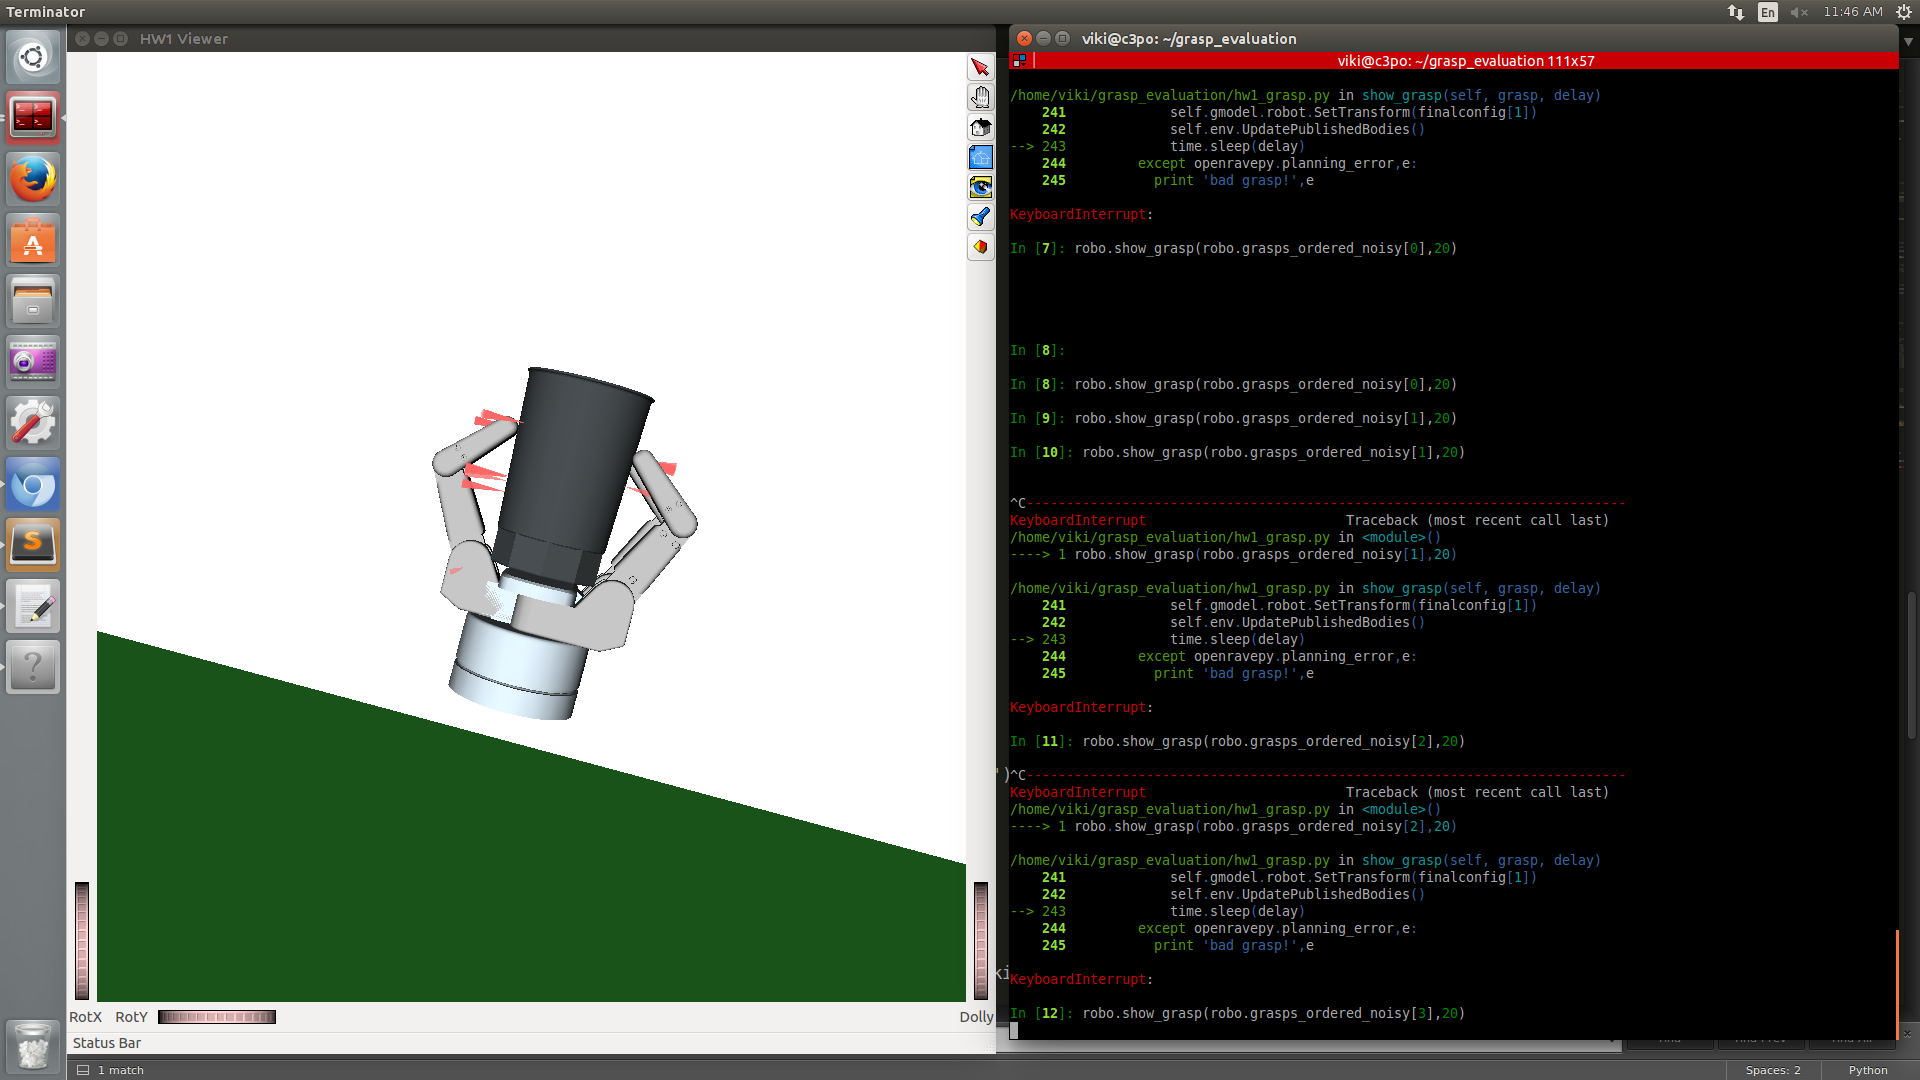 Terminator
En
11:46 AM
HW1 Viewer
viki@c3po: ~/grasp_evaluation
viki@c3po: ~/grasp_evaluation 111x57
/home/viki/grasp_evaluation/hw1_grasp.py in show_grasp(self, grasp, delay)
241 self.gmodel.robot.SetTransform(finalconfig[1])
242 self.env.UpdatePublishedBodies()
--> 243 time.sleep(delay)
244 except openravepy.planning_error,e:
245 print 'bad grasp!',e
KeyboardInterrupt:
In [7]: robo.show_grasp(robo.grasps_ordered_noisy[0],20)
In [8]:
In [8]: robo.show_grasp(robo.grasps_ordered_noisy[0],20)
In [9]: robo.show_grasp(robo.grasps_ordered_noisy[1],20)
In [10]: robo.show_grasp(robo.grasps_ordered_noisy[1],20)
^C---------------------------------------------------------------------------
KeyboardInterrupt Traceback (most recent call last)
/home/viki/grasp_evaluation/hw1_grasp.py in <module>()
----> 1 robo.show_grasp(robo.grasps_ordered_noisy[1],20)
/home/viki/grasp_evaluation/hw1_grasp.py in show_grasp(self, grasp, delay)
241 self.gmodel.robot.SetTransform(finalconfig[1])
242 self.env.UpdatePublishedBodies()
--> 243 time.sleep(delay)
244 except openravepy.planning_error,e:
245 print 'bad grasp!',e
KeyboardInterrupt:
In [11]: robo.show_grasp(robo.grasps_ordered_noisy[2],20)
')
^C---------------------------------------------------------------------------
KeyboardInterrupt Traceback (most recent call last)
/home/viki/grasp_evaluation/hw1_grasp.py in <module>()
----> 1 robo.show_grasp(robo.grasps_ordered_noisy[2],20)
/home/viki/grasp_evaluation/hw1_grasp.py in show_grasp(self, grasp, delay)
241 self.gmodel.robot.SetTransform(finalconfig[1])
242 self.env.UpdatePublishedBodies()
--> 243 time.sleep(delay)
244 except openravepy.planning_error,e:
245 print 'bad grasp!',e
ki
KeyboardInterrupt:
In [12]: robo.show_grasp(robo.grasps_ordered_noisy[3],20)
RotX RotY
Dolly
Status Bar
1 match
Spaces: 2
Python